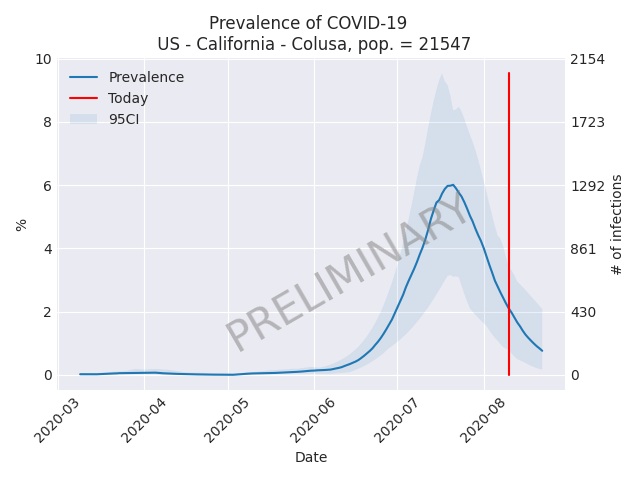 Prevalence of COVID-19
US - California - Colusa, pop. = 21547
10
8
6
4
2
0
%
2154
1723
1292
861
430
0
# of infections
Prevalence
Today
95CI
PRELIMINARY
2020-03
2020-04
2020-05
2020-06
2020-07
2020-08
Date